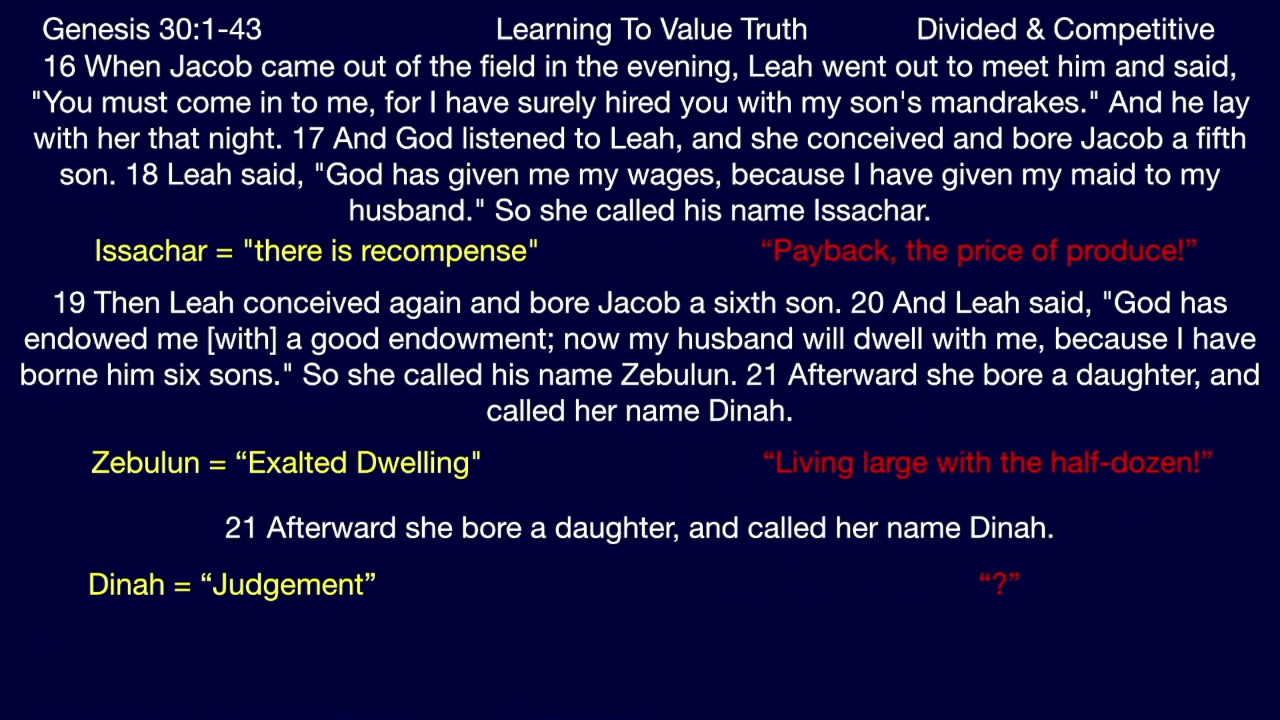 Genesis 30:1-43 Learning To Value Truth Divided & Competitive
16 When Jacob came out of the field in the evening, Leah went out to meet him and said,
"You must come in to me, for I have surely hired you with my son's mandrakes." And he lay
with her that night. 17 And God listened to Leah, and she conceived and bore Jacob a fifth
son. 18 Leah said, "God has given me my wages, because I have given my maid to my
husband." So she called his name Issachar.
Issachar = "there is recompense" “Payback, the price of produce!”
19 Then Leah conceived again and bore Jacob a sixth son. 20 And Leah said, "God has
endowed me [with] a good endowment; now my husband will dwell with me, because I have
borne him six sons." So she called his name Zebulun. 21 Afterward she bore a daughter, and
called her name Dinah.
Zebulun = “Exalted Dwelling" “Living large with the half-dozen!”
21 Afterward she bore a daughter, and called her name Dinah.
Dinah = “Judgement” “?”